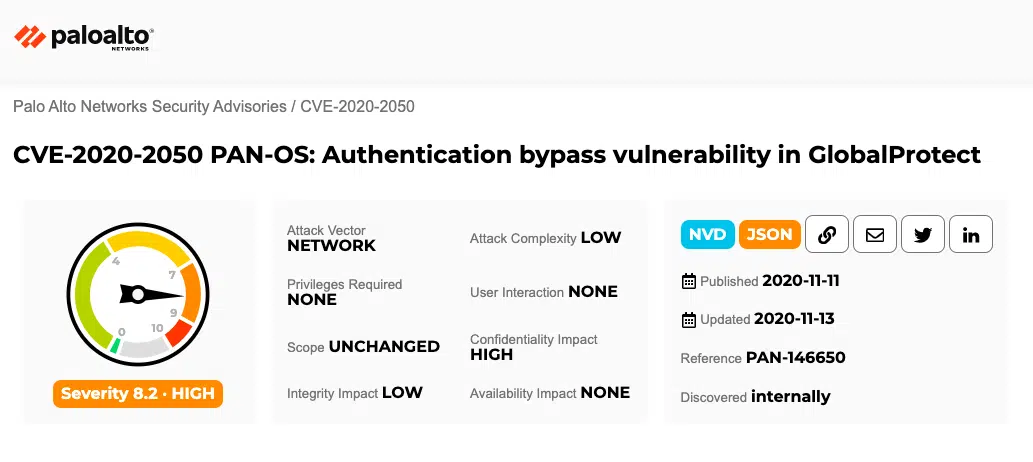 paloalto
NETWORKS
Palo Alto Networks Security Advisories / CVE-2020-2050
CVE-2020-2050 PAN-OS: Authentication bypass vulnerability in GlobalProtect
4
7
9
10
0
Severity 8.2 · HIGH
Attack Vector
NETWORK
Attack Complexity LOW
Privileges Required
NONE
User Interaction NONE
Scope UNCHANGED
Confidentiality Impact
HIGH
Integrity Impact LOW
Availability Impact NONE
NVD
JSON
in
Published 2020-11-11
Updated 2020-11-13
Reference PAN-146650
Discovered internally